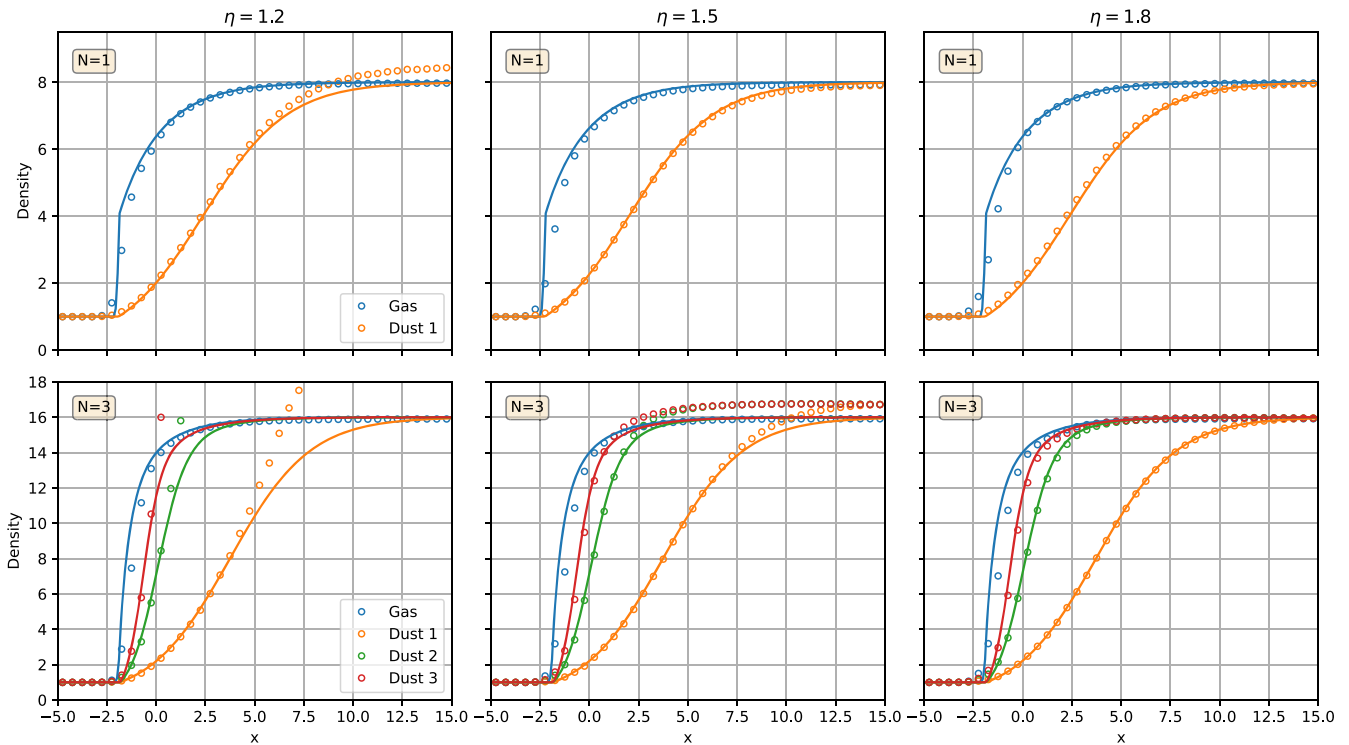 η = 1.2
η = 1.5
η = 1.8
N=1
N=1
N=1
Density
8
6
4
2
0
Gas
Dust 1
N=3
N=3
N=3
Density
18
16
14
12
10
8
6
4
2
0
Gas
Dust 1
Dust 2
Dust 3
−5.0 −2.5 0.0 2.5 5.0 7.5 10.0 12.5 15.0
−5.0 −2.5 0.0 2.5 5.0 7.5 10.0 12.5 15.0
−5.0 −2.5 0.0 2.5 5.0 7.5 10.0 12.5 15.0
x
x
x